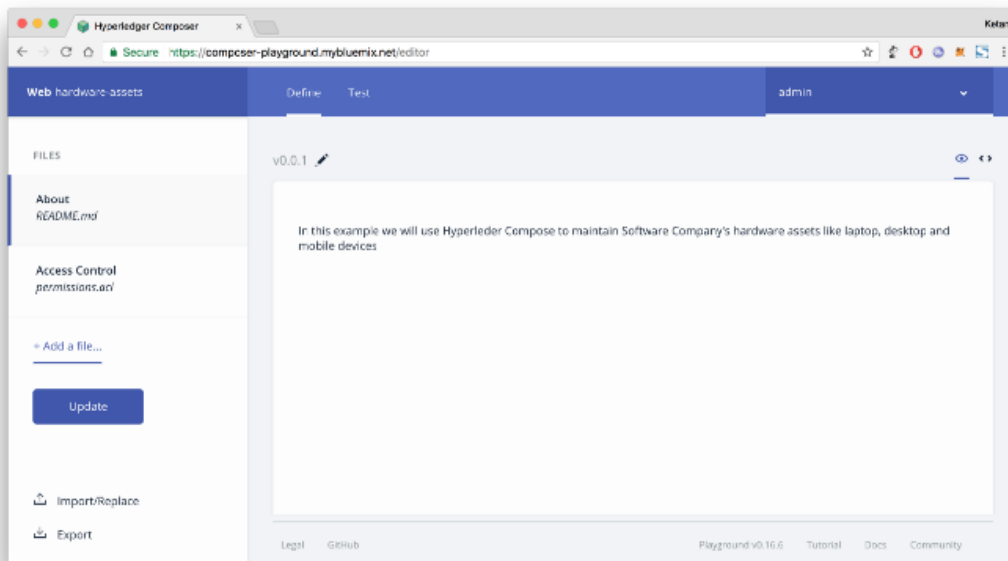 Hyperledger Composer
Ketan
Secure https://composer-playground.mybluemix.net/editor
Web hardware-assets
Define Test
admin
FILES
v0.0.1
About
README.md
In this example we will use Hyperleder Compose to maintain Software Company's hardware assets like laptop, desktop and
mobile devices
Access Control
permissions.acl
+ Add a file...
Update
Import/Replace
Export
Legal GitHub
Playground v0.16.6 Tutorial Docs Community